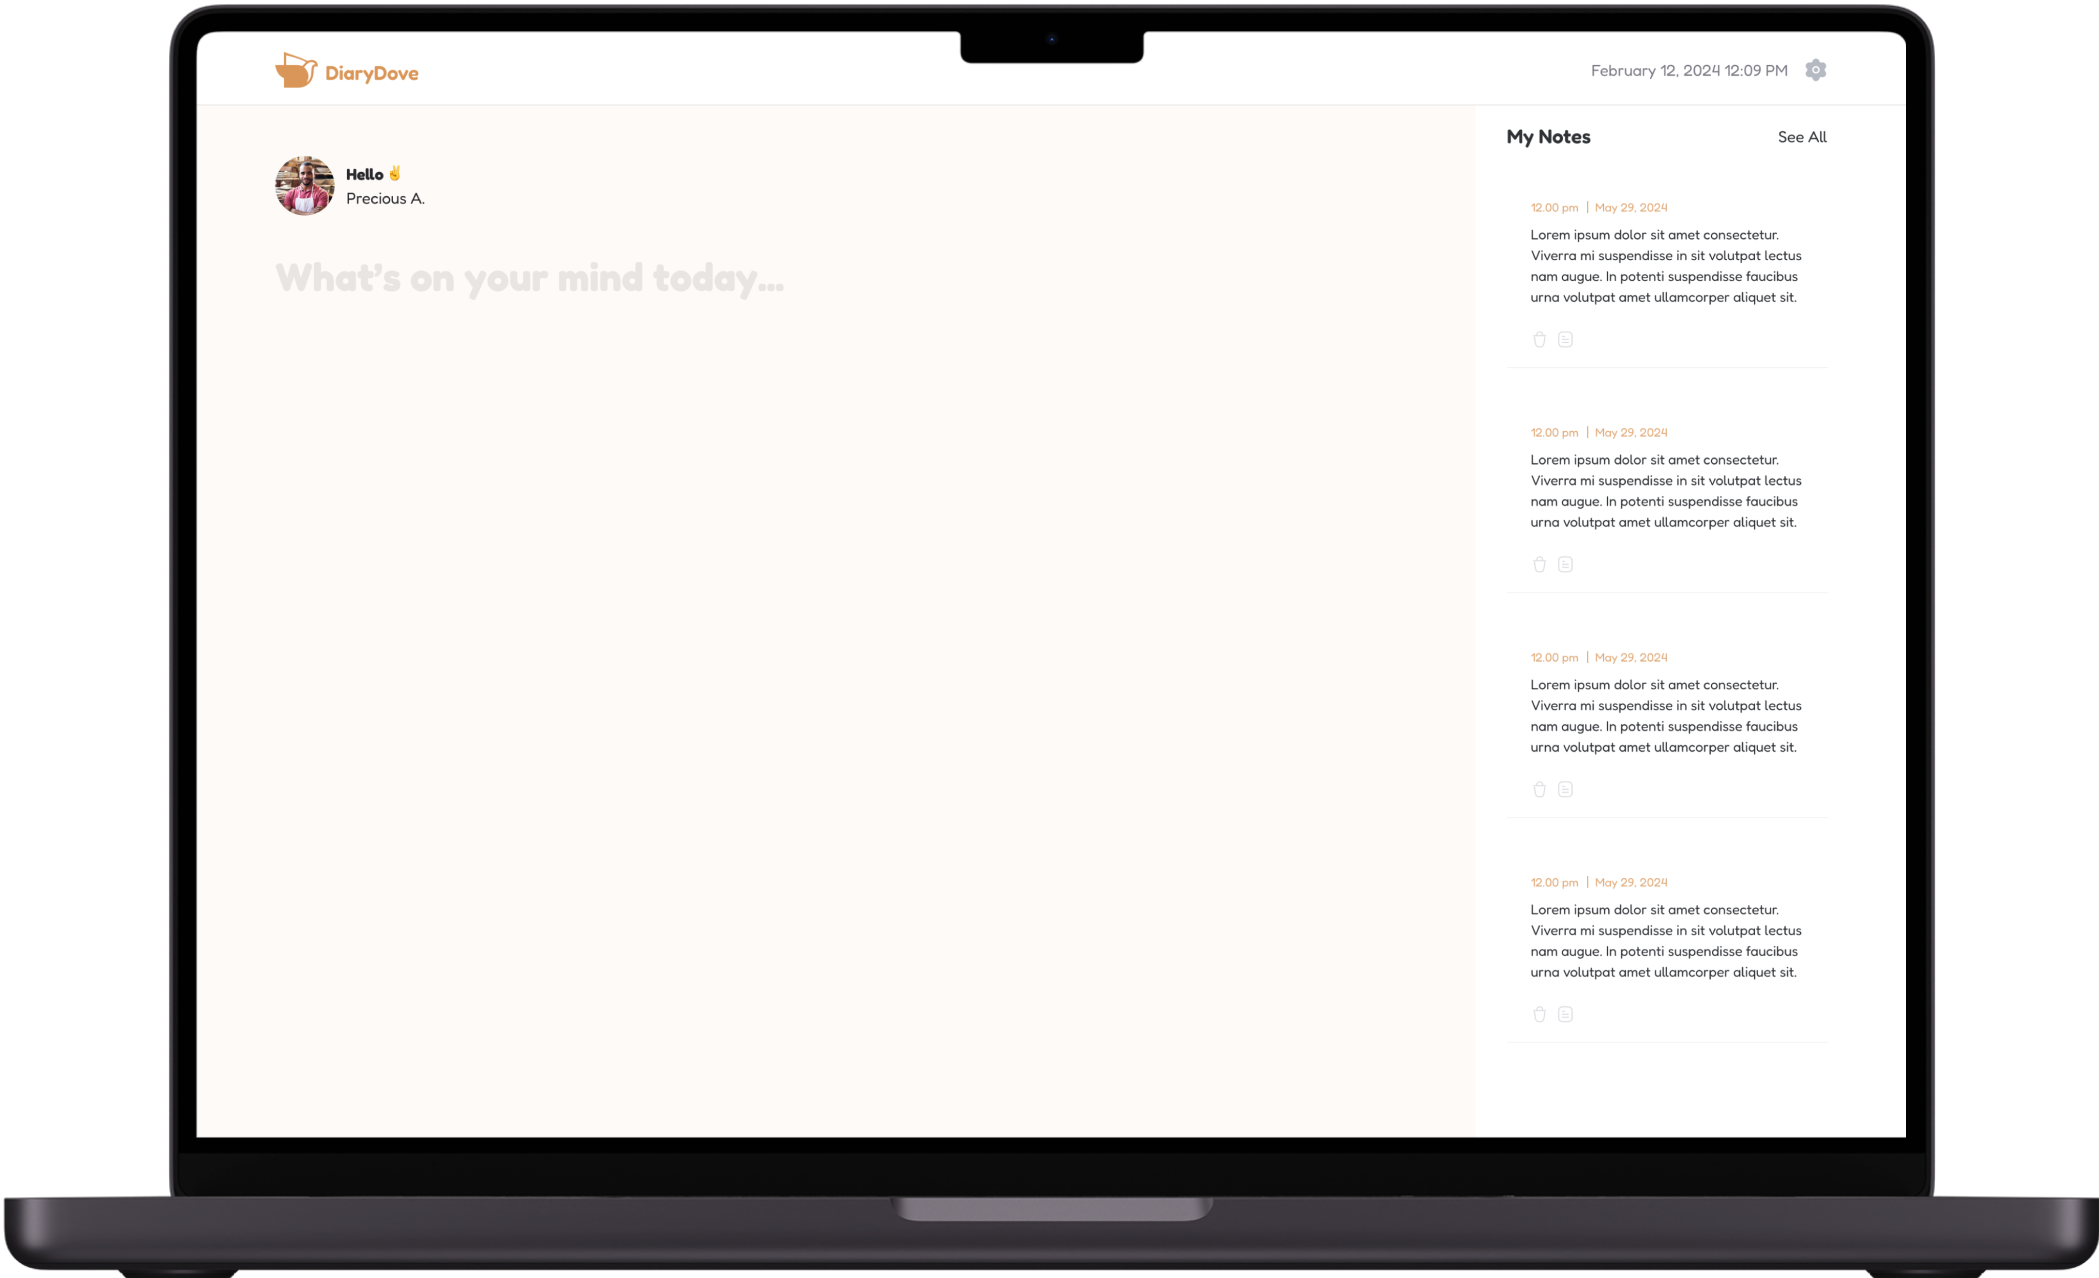 DiaryDove
February 12, 2024 12:09 PM
Hello ✌
Precious A.
What's on your mind today...
My Notes
See All
12.00 pm | May 29, 2024
Lorem ipsum dolor sit amet consectetur.
Viverra mi suspendisse in sit volutpat lectus
nam augue. In potenti suspendisse faucibus
urna volutpat amet ullamcorper aliquet sit.
12.00 pm | May 29, 2024
Lorem ipsum dolor sit amet consectetur.
Viverra mi suspendisse in sit volutpat lectus
nam augue. In potenti suspendisse faucibus
urna volutpat amet ullamcorper aliquet sit.
12.00 pm | May 29, 2024
Lorem ipsum dolor sit amet consectetur.
Viverra mi suspendisse in sit volutpat lectus
nam augue. In potenti suspendisse faucibus
urna volutpat amet ullamcorper aliquet sit.
12.00 pm | May 29, 2024
Lorem ipsum dolor sit amet consectetur.
Viverra mi suspendisse in sit volutpat lectus
nam augue. In potenti suspendisse faucibus
urna volutpat amet ullamcorper aliquet sit.